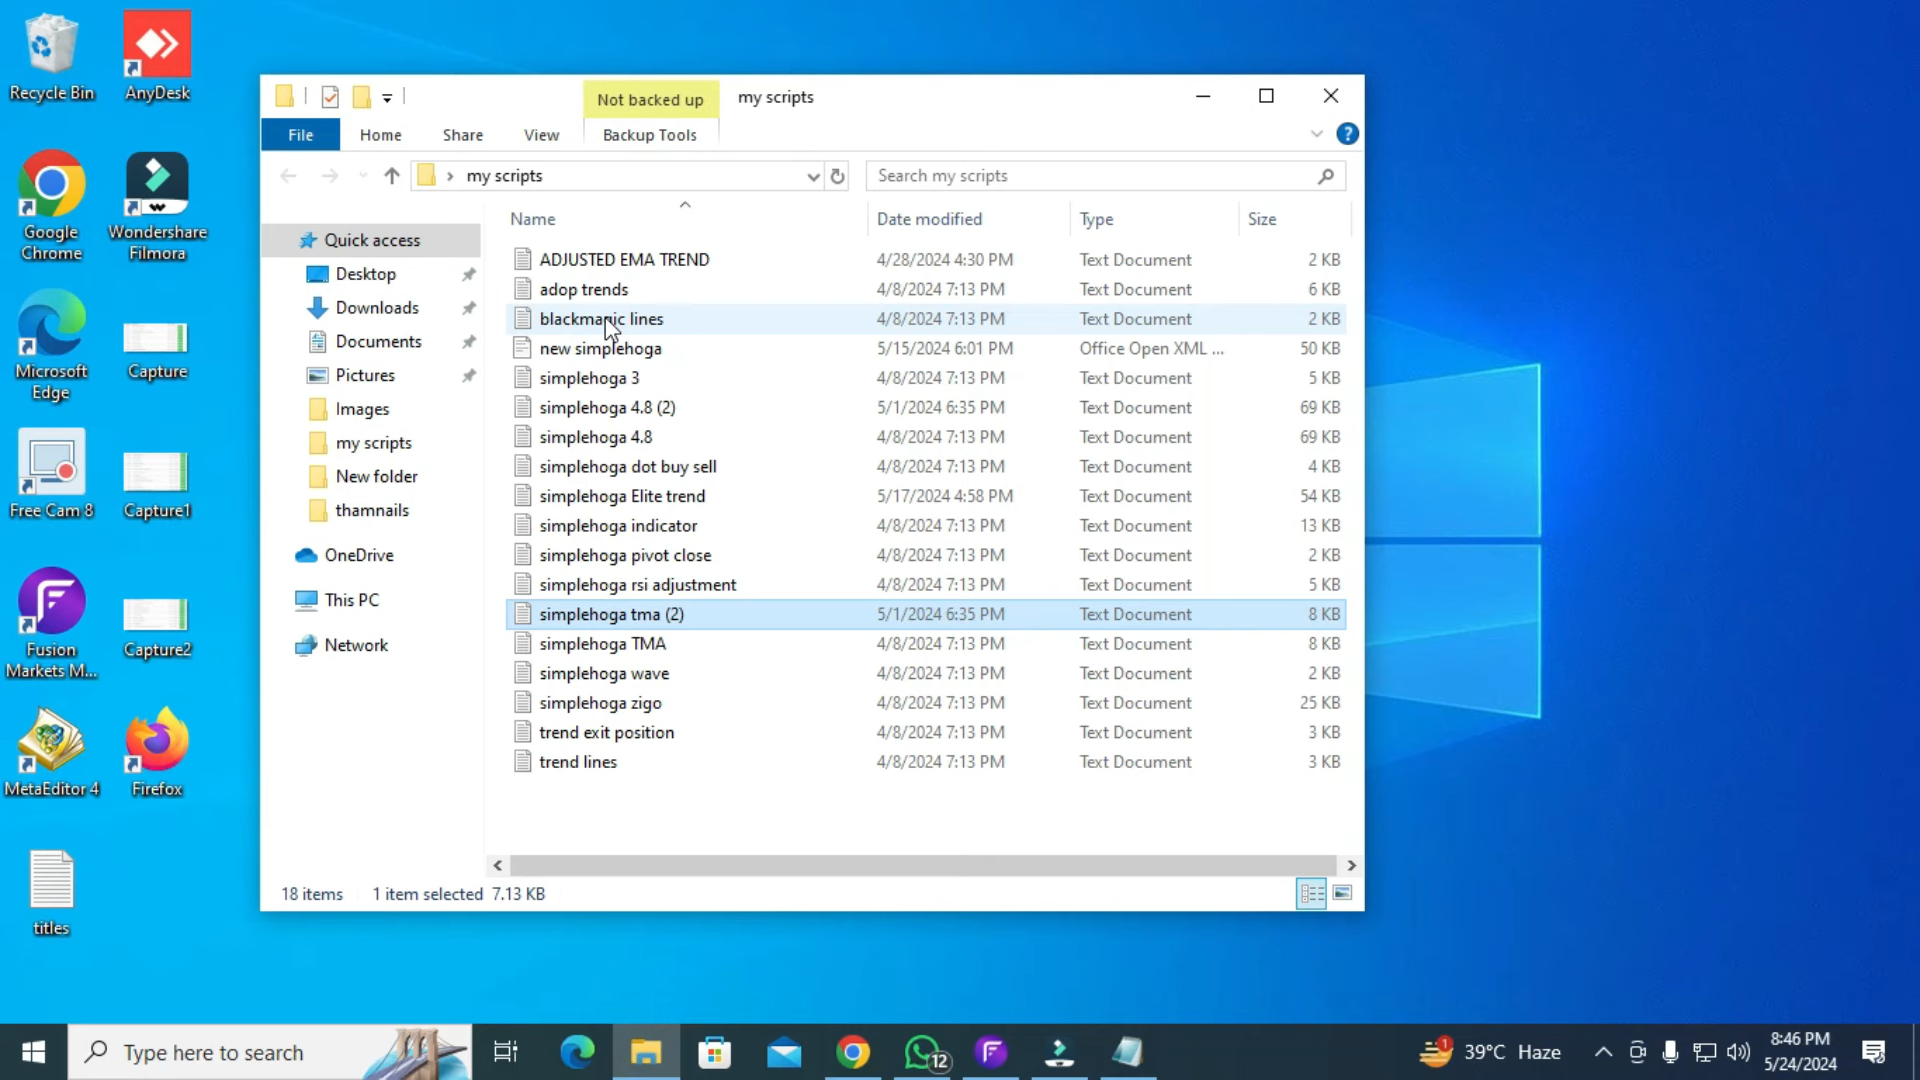 Recycle Bin
AnyDesk
Google Chrome
Wondershare Filmora
Microsoft Edge
Capture
Free Cam 8
Capture1
Fusion Markets M...
Capture2
MetaEditor 4
Firefox
titles
Not backed up
my scripts
File
Home
Share
View
Backup Tools
my scripts
Search my scripts
Name
Date modified
Type
Size
Quick access
Desktop
Downloads
Documents
Pictures
Images
my scripts
New folder
thamnails
OneDrive
This PC
Network
ADJUSTED EMA TREND 4/28/2024 4:30 PM Text Document 2 KB
adop trends 4/8/2024 7:13 PM Text Document 6 KB
blackmagic lines 4/8/2024 7:13 PM Text Document 2 KB
new simplehoga 5/15/2024 6:01 PM Office Open XML ... 50 KB
simplehoga 3 4/8/2024 7:13 PM Text Document 5 KB
simplehoga 4.8 (2) 5/1/2024 6:35 PM Text Document 69 KB
simplehoga 4.8 4/8/2024 7:13 PM Text Document 69 KB
simplehoga dot buy sell 4/8/2024 7:13 PM Text Document 4 KB
simplehoga Elite trend 5/17/2024 4:58 PM Text Document 54 KB
simplehoga indicator 4/8/2024 7:13 PM Text Document 13 KB
simplehoga pivot close 4/8/2024 7:13 PM Text Document 2 KB
simplehoga rsi adjustment 4/8/2024 7:13 PM Text Document 5 KB
simplehoga tma (2) 5/1/2024 6:35 PM Text Document 8 KB
simplehoga TMA 4/8/2024 7:13 PM Text Document 8 KB
simplehoga wave 4/8/2024 7:13 PM Text Document 2 KB
simplehoga zigo 4/8/2024 7:13 PM Text Document 25 KB
trend exit position 4/8/2024 7:13 PM Text Document 3 KB
trend lines 4/8/2024 7:13 PM Text Document 3 KB
18 items 1 item selected 7.13 KB
Type here to search
12
1
39°C Haze
8:46 PM
5/24/2024